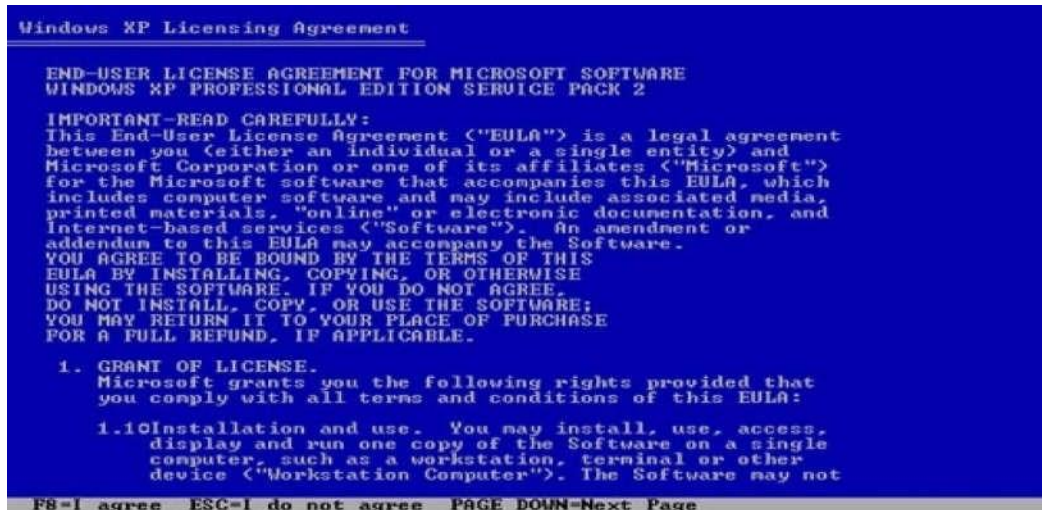 Windows XP Licensing Agreement
END-USER LICENSE AGREEMENT FOR MICROSOFT SOFTWARE
WINDOWS XP PROFESSIONAL EDITION SERVICE PACK 2
IMPORTANT-READ CAREFULLY:
This End-User License Agreement ("EULA") is a legal agreement
between you (either an individual or a single entity) and
Microsoft Corporation or one of its affiliates ("Microsoft")
for the Microsoft software that accompanies this EULA, which
includes computer software and may include associated media,
printed materials, "online" or electronic documentation, and
Internet-based services ("Software").  An amendment or
addendum to this EULA may accompany the Software.
YOU AGREE TO BE BOUND BY THE TERMS OF THIS
EULA BY INSTALLING, COPYING, OR OTHERWISE
USING THE SOFTWARE. IF YOU DO NOT AGREE,
DO NOT INSTALL, COPY, OR USE THE SOFTWARE;
YOU MAY RETURN IT TO YOUR PLACE OF PURCHASE
FOR A FULL REFUND, IF APPLICABLE.
1. GRANT OF LICENSE.
Microsoft grants you the following rights provided that
you comply with all terms and conditions of this EULA:
1.1◘Installation and use.  You may install, use, access,
display and run one copy of the Software on a single
computer, such as a workstation, terminal or other
device ("Workstation Computer"). The Software may not
F8=I agree  ESC=I do not agree  PAGE DOWN=Next Page